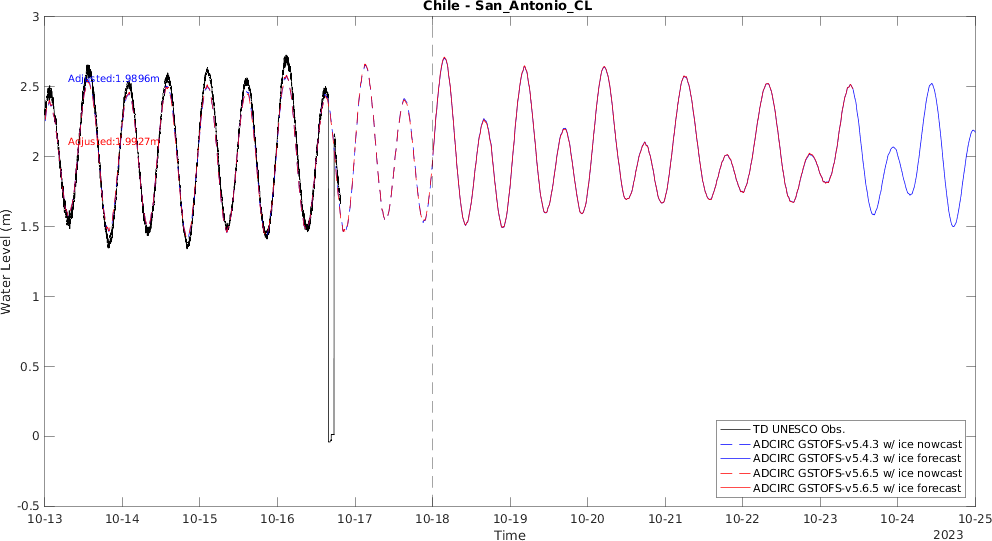 Chile - San_Antonio_CL
Water Level (m)
3
2.5
2
1.5
1
0.5
0
-0.5
Adjusted:1.9896m
Adjusted:1.9927m
TD UNESCO Obs.
ADCIRC GSTOFS-v5.4.3 w/ ice nowcast
ADCIRC GSTOFS-v5.4.3 w/ ice forecast
ADCIRC GSTOFS-v5.6.5 w/ ice nowcast
ADCIRC GSTOFS-v5.6.5 w/ ice forecast
10-13 10-14 10-15 10-16 10-17 10-18 10-19 10-20 10-21 10-22 10-23 10-24 10-25
Time
2023